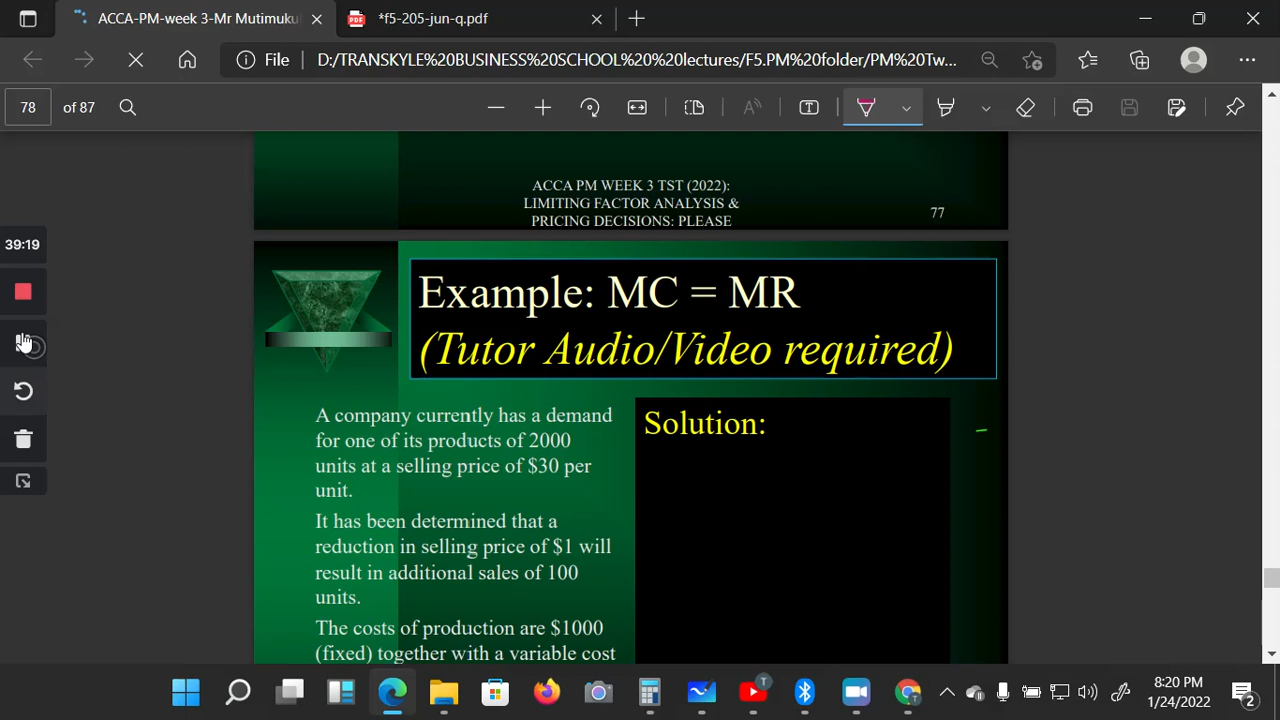 ACCA-PM-week 3-Mr Mutimuku
*f5-205-jun-q.pdf
File
D:/TRANSKYLE%20BUSINESS%20SCHOOL%20%20lectures/F5.PM%20folder/PM%20Tw...
78 of 87
ACCA PM WEEK 3 TST (2022):
LIMITING FACTOR ANALYSIS &
PRICING DECISIONS: PLEASE
77
39:19
Example: MC = MR
(Tutor Audio/Video required)
A company currently has a demand
for one of its products of 2000
units at a selling price of $30 per
unit.
It has been determined that a
reduction in selling price of $1 will
result in additional sales of 100
units.
The costs of production are $1000
(fixed) together with a variable cost
Solution:
8:20 PM
1/24/2022
2